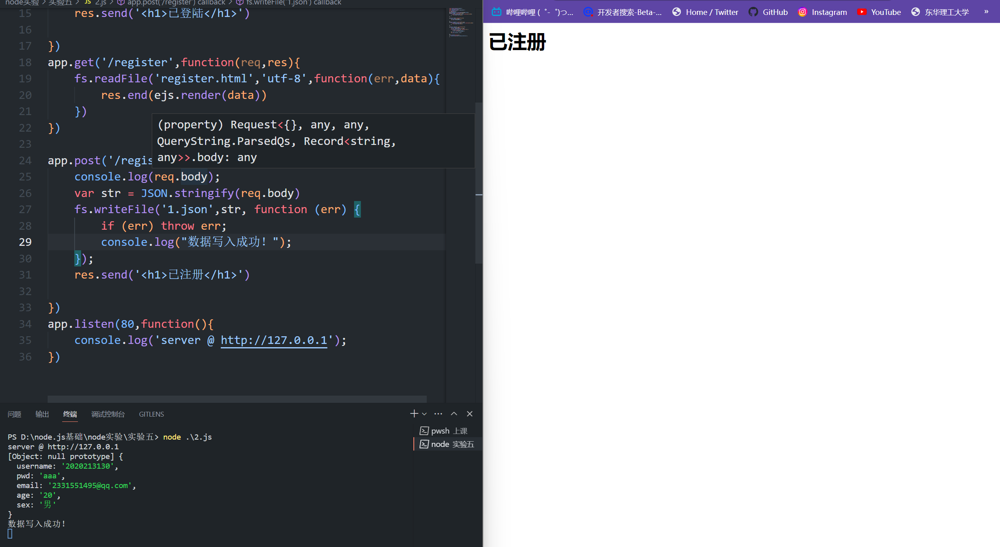 node实验 > 实验五 > JS 2.js > app.post('/register') callback > fs.writeFile('1.json') callback
15 res.send('<h1>已登陆</h1>')
16
17 })
18 app.get('/register',function(req,res){
19 fs.readFile('register.html','utf-8',function(err,data){
20 res.end(ejs.render(data))
21 })
22 })
23
24 app.post('/regis
(property) Request<{}, any, any,
QueryString.ParsedQs, Record<string,
any>>.body: any
25 console.log(req.body);
26 var str = JSON.stringify(req.body)
27 fs.writeFile('1.json',str, function (err) {
28 if (err) throw err;
29 console.log("数据写入成功！");
30 });
31 res.send('<h1>已注册</h1>')
32
33 })
34 app.listen(80,function(){
35 console.log('server @ http://127.0.0.1');
36 })
问题 输出 终端 调试控制台 GITLENS
PS D:\node.js基础\node实验\实验五> node .\2.js
server @ http://127.0.0.1
[Object: null prototype] {
username: '2020213130',
pwd: 'aaa',
email: '2331551495@qq.com',
age: '20',
sex: '男'
}
数据写入成功！
pwsh 上课
node 实验五
哔哩哔哩 (゜-゜)つ... 开发者搜索-Beta-... Home / Twitter GitHub Instagram YouTube 东华理工大学 »
已注册